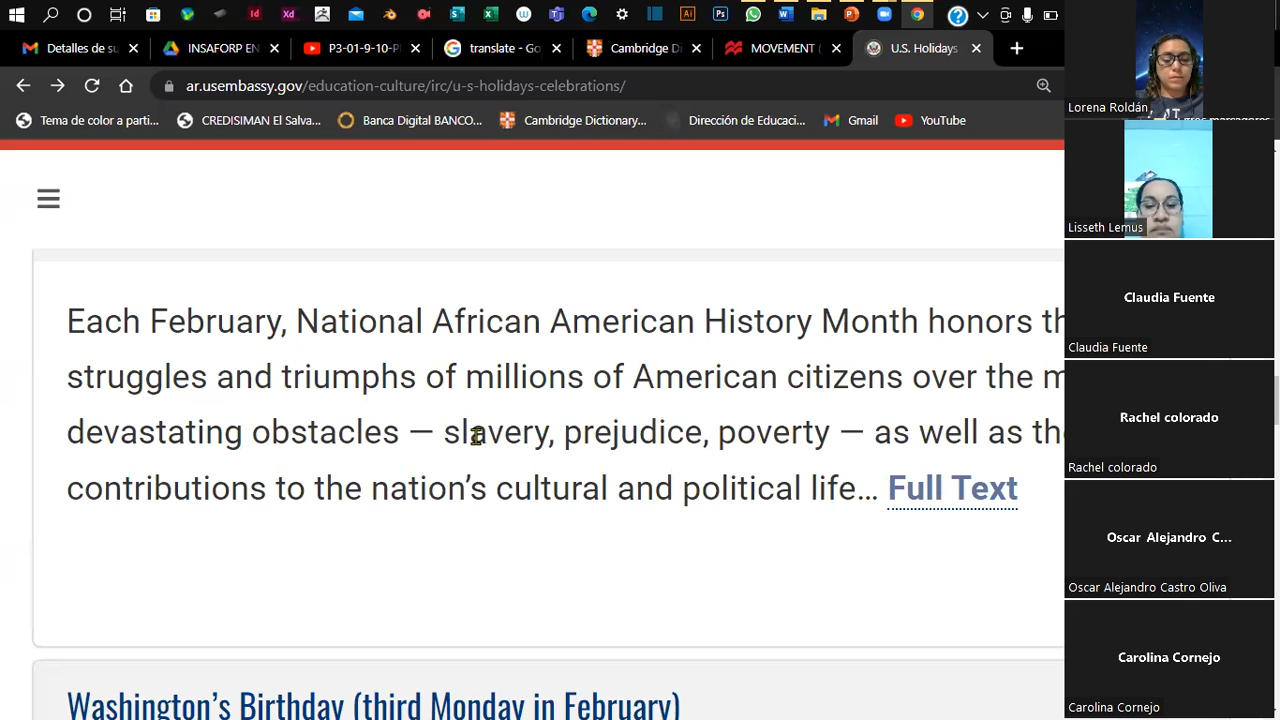 Detalles de su
INSAFORP EN
P3-01-9-10-P
translate - Go
Cambridge D
MOVEMENT (
U.S. Holidays
ar.usembassy.gov/education-culture/irc/u-s-holidays-celebrations/
Tema de color a parti...
CREDISIMAN El Salva...
Banca Digital BANCO...
Cambridge Dictionary...
Dirección de Educaci...
Gmail
YouTube
Each February, National African American History Month honors th
struggles and triumphs of millions of American citizens over the m
devastating obstacles — slavery, prejudice, poverty — as well as the
contributions to the nation's cultural and political life... Full Text
Washington's Birthday (third Monday in February)
Lorena Roldán
Lisseth Lemus
Claudia Fuente
Claudia Fuente
Rachel colorado
Rachel colorado
Oscar Alejandro C...
Oscar Alejandro Castro Oliva
Carolina Cornejo
Carolina Cornejo